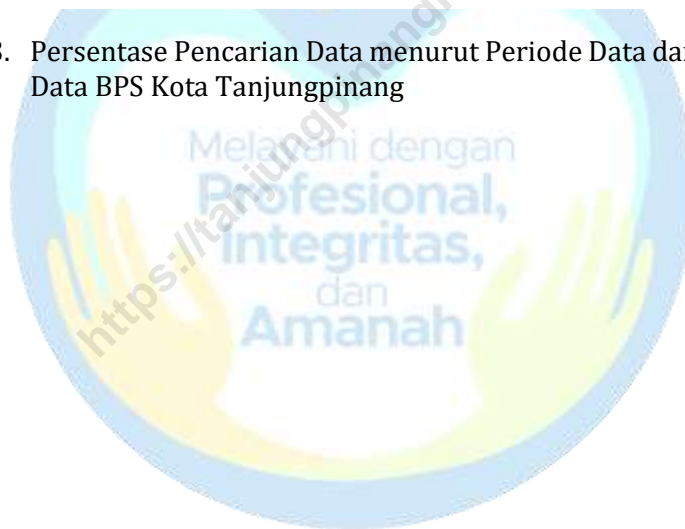 3. Persentase Pencarian Data menurut Periode Data dan
Data BPS Kota Tanjungpinang
Melayani dengan
Profesional,
Integritas,
dan
Amanah
https://tanjungpinang